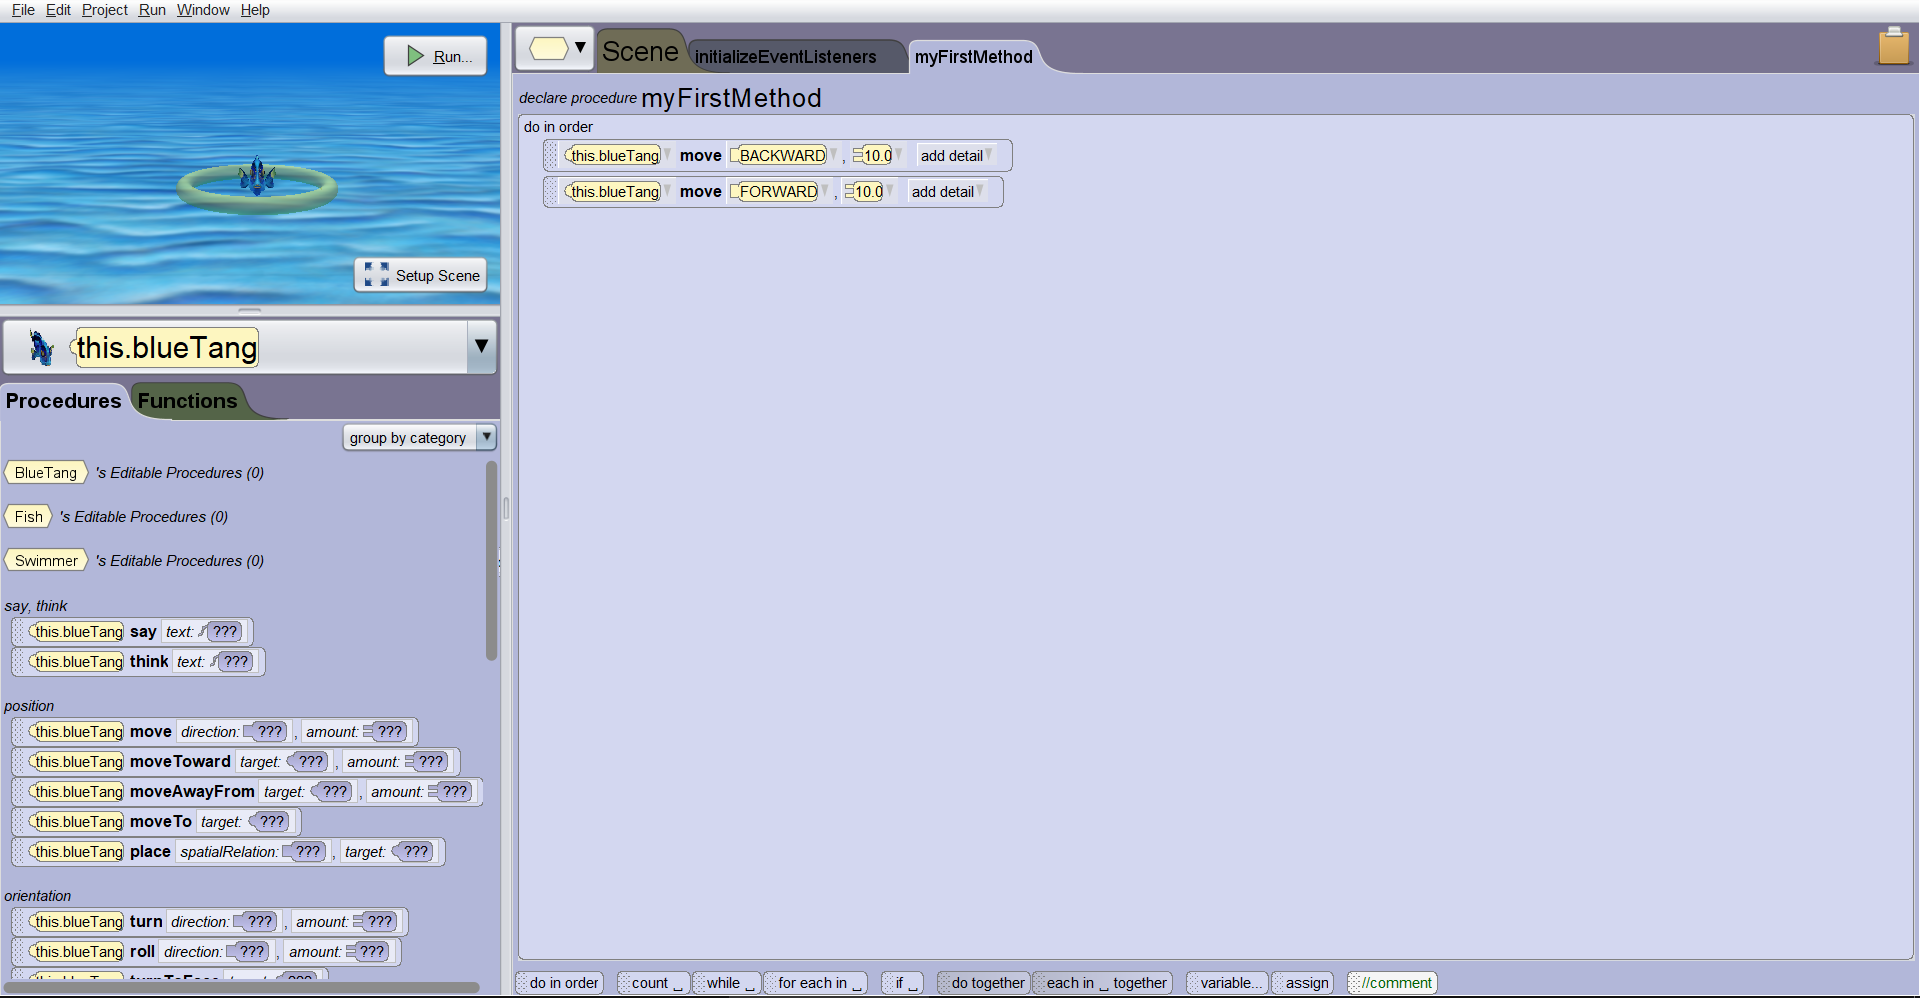 File Edit Project Run Window Help
Run...
Setup Scene
this.blueTang
Procedures Functions
group by category
BlueTang 's Editable Procedures (0)
Fish 's Editable Procedures (0)
Swimmer 's Editable Procedures (0)
say, think
this.blueTang say text: ???
this.blueTang think text: ???
position
this.blueTang move direction: ??? , amount: ???
this.blueTang moveToward target: ??? , amount: ???
this.blueTang moveAwayFrom target: ??? , amount: ???
this.blueTang moveTo target: ???
this.blueTang place spatialRelation: ??? , target: ???
orientation
this.blueTang turn direction: ??? , amount: ???
this.blueTang roll direction: ??? , amount: ???
Scene initializeEventListeners myFirstMethod
declare procedure myFirstMethod
do in order
this.blueTang move BACKWARD , 10.0 add detail
this.blueTang move FORWARD , 10.0 add detail
do in order count _ while _ for each in _ if _ do together each in _ together variable... assign //comment